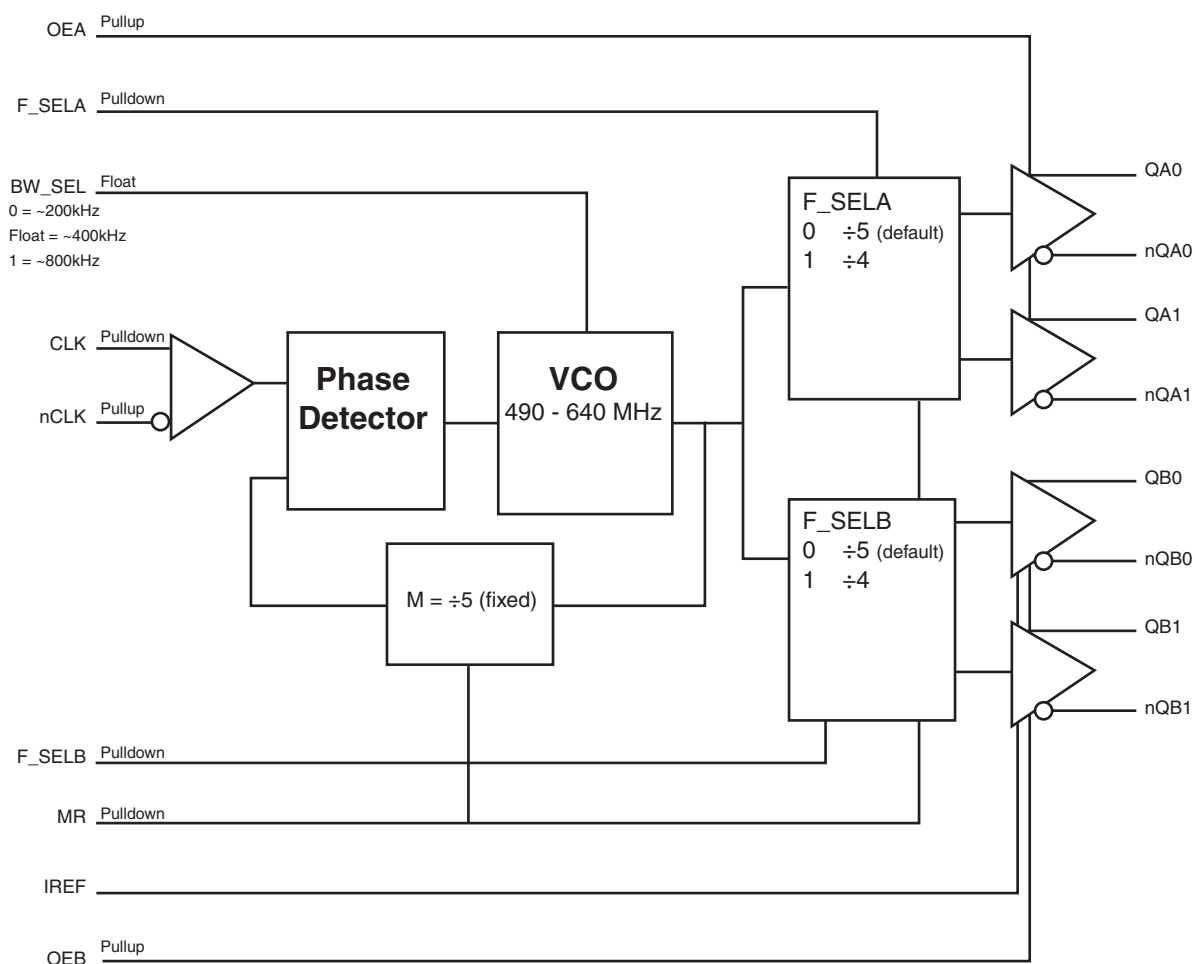 OEA Pullup
F_SELA Pulldown
BW_SEL Float
0 = ~200kHz
Float = ~400kHz
1 = ~800kHz
CLK Pulldown
nCLK Pullup
Phase
Detector
VCO
490 - 640 MHz
M = ÷5 (fixed)
F_SELA
0 ÷5 (default)
1 ÷4
F_SELB
0 ÷5 (default)
1 ÷4
QA0
nQA0
QA1
nQA1
QB0
nQB0
QB1
nQB1
F_SELB Pulldown
MR Pulldown
IREF
OEB Pullup